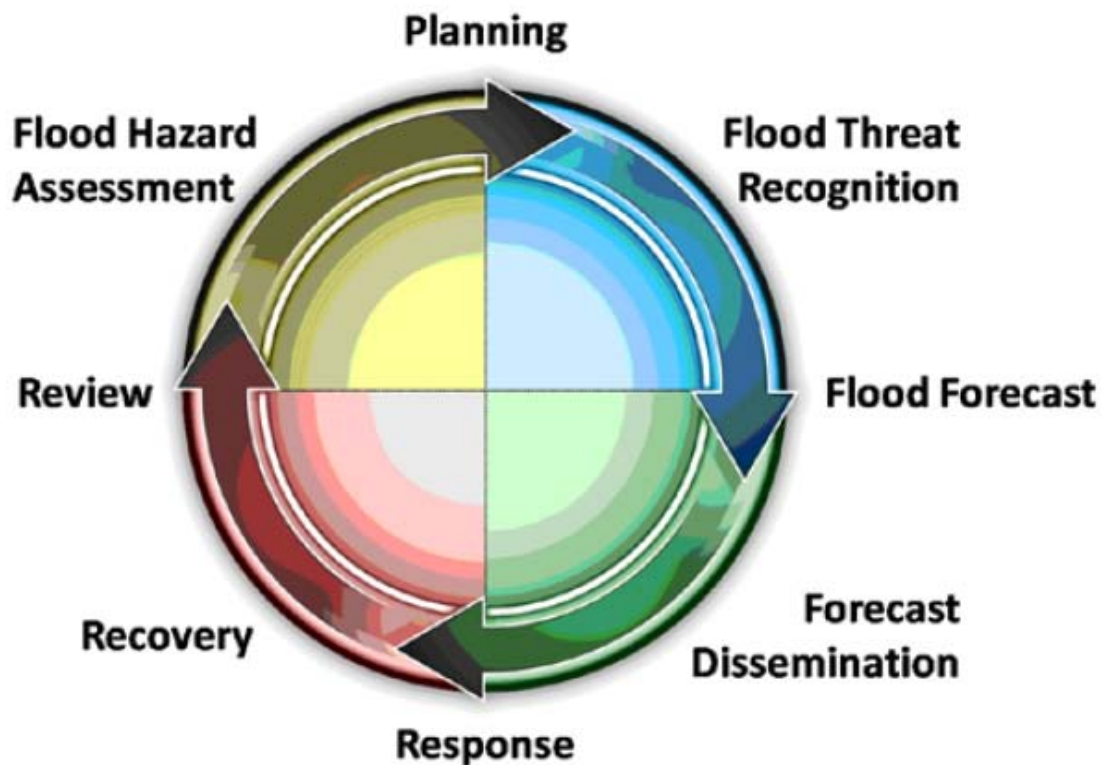 Planning
Flood Hazard
Assessment
Flood Threat
Recognition
Review
Flood Forecast
Recovery
Forecast
Dissemination
Response